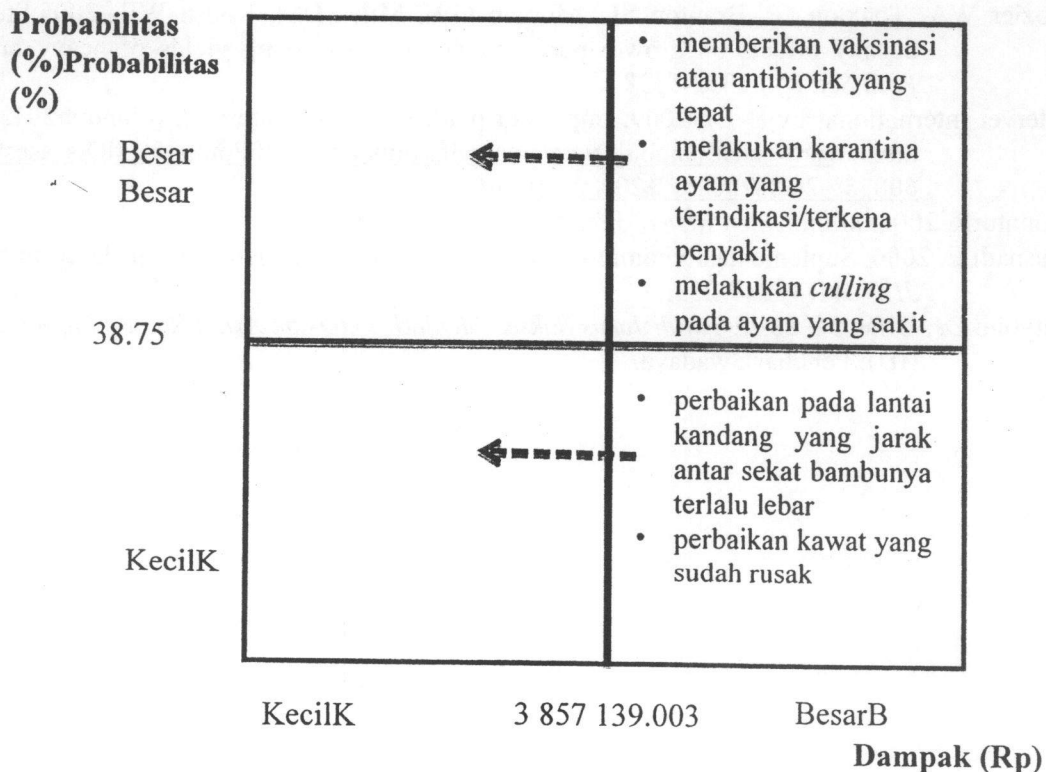 Probabilitas
(%)Probabilitas
(%)
Besar
Besar
38.75
KecilK
• memberikan vaksinasi
atau antibiotik yang
tepat
• melakukan karantina
ayam yang
terindikasi/terkena
penyakit
• melakukan culling
pada ayam yang sakit
• perbaikan pada lantai
kandang yang jarak
antar sekat bambunya
terlalu lebar
• perbaikan kawat yang
sudah rusak
KecilK 3 857 139.003 BesarB
Dampak (Rp)